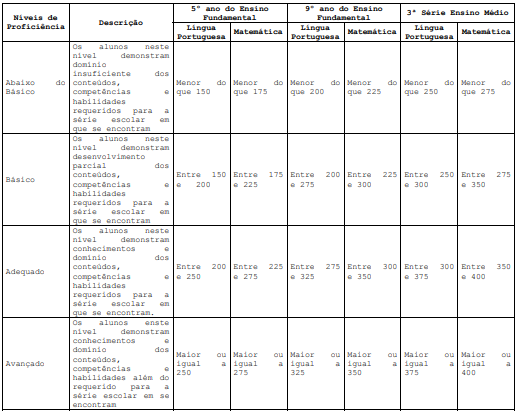 Níveis de Proficiência
Descrição
5° ano do Ensino Fundamental
9° ano do Ensino Fundamental
3ª Série Ensino Médio
Língua Portuguesa
Matemática
Língua Portuguesa
Matemática
Língua Portuguesa
Matemática
Abaixo do Básico
Os alunos neste
nível demonstram
domínio
insuficiente dos
conteúdos,
competências e
habilidades
requeridos para a
série escolar em
que se encontram
Menor do que 150
Menor do que 175
Menor do que 200
Menor do que 225
Menor do que 250
Menor do que 275
Básico
Os alunos neste
nível demonstram
desenvolvimento
parcial dos
conteúdos,
competências e
habilidades
requeridos para a
série escolar em
que se encontram
Entre 150 e 200
Entre 175 e 225
Entre 200 e 275
Entre 225 e 300
Entre 250 e 300
Entre 275 e 350
Adequado
Os alunos neste
nível demonstram
conhecimentos e
domínio dos
conteúdos,
competências e
habilidades
requeridos para a
série escolar em
que se encontram.
Entre 200 e 250
Entre 225 e 275
Entre 275 e 325
Entre 300 e 350
Entre 300 e 375
Entre 350 e 400
Avançado
Os alunos enste
nível demonstram
conhecimentos e
domínio dos
conteúdos,
competências e
habilidades além do
requerido para a
série escolar em se
encontram
Maior ou igual a 250
Maior ou igual a 275
Maior ou igual a 325
Maior ou igual a 350
Maior ou igual a 375
Maior ou igual a 400